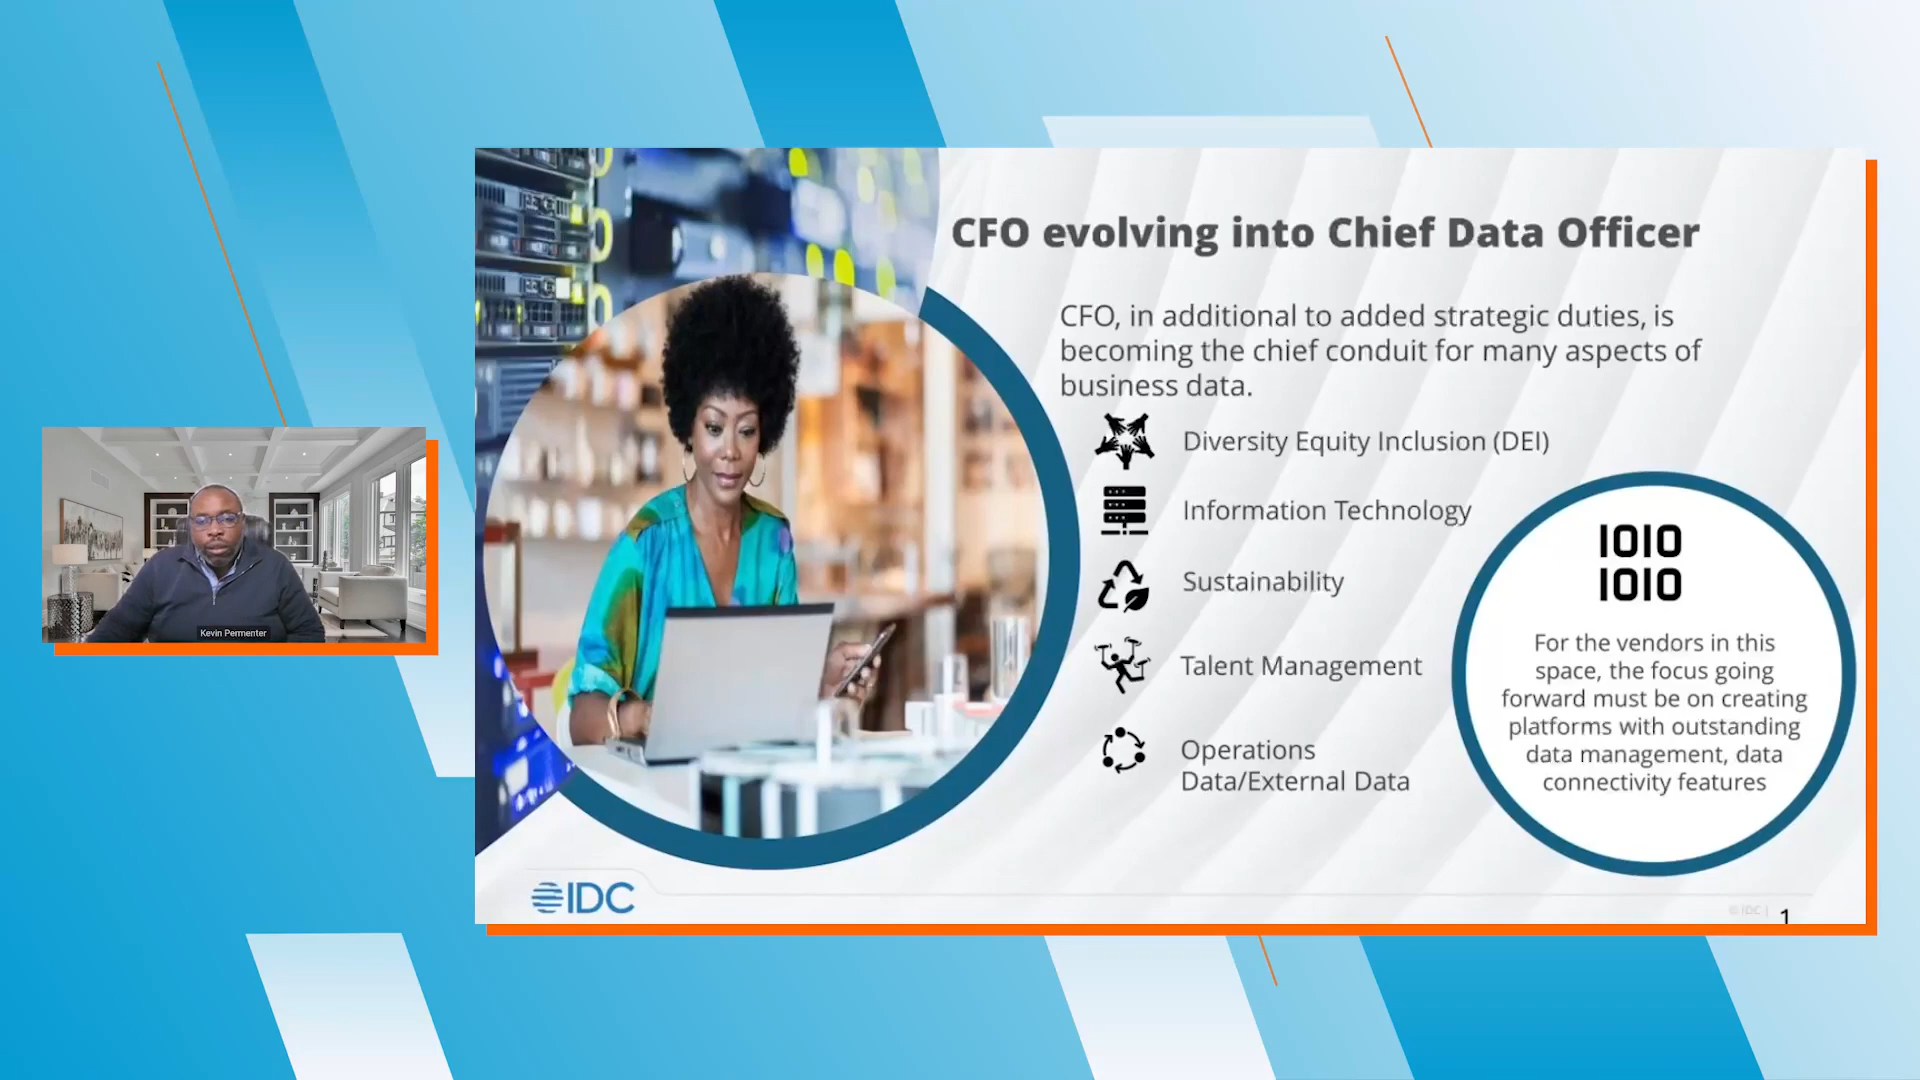 CFO evolving into Chief Data Officer
CFO, in additional to added strategic duties, is
becoming the chief conduit for many aspects of
business data.
Diversity Equity Inclusion (DEI)
Information Technology
Sustainability
Talent Management
Operations
Data/External Data
IOIO
IOIO
For the vendors in this
space, the focus going
forward must be on creating
platforms with outstanding
data management, data
connectivity features
Kevin Permenter
IDC
© IDC |
1